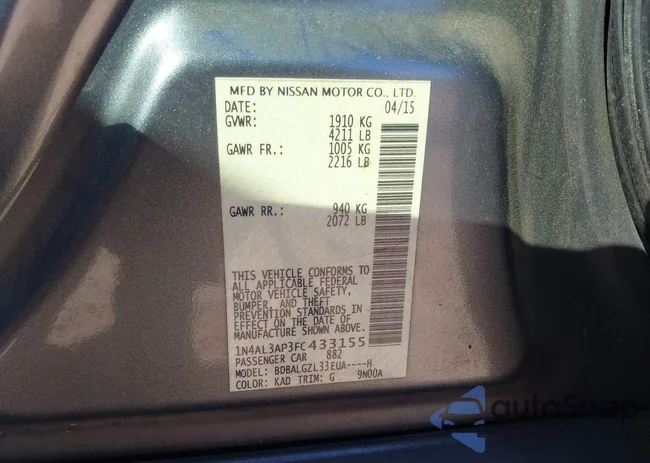 MFD BY NISSAN MOTOR CO., LTD.
DATE: 04/15
GVWR: 1910 KG
4211 LB
GAWR FR.: 1005 KG
2216 LB
GAWR RR.: 940 KG
2072 LB
THIS VEHICLE CONFORMS TO
ALL APPLICABLE FEDERAL
MOTOR VEHICLE SAFETY,
BUMPER, AND THEFT
PREVENTION STANDARDS IN
EFFECT ON THE DATE OF
MANUFACTURE SHOWN ABOVE.
1N4AL3AP3FC433155
PASSENGER CAR 882
MODEL: BDBALGZL33EUA----H
COLOR: KAD TRIM: G 9N00A
autoSnap